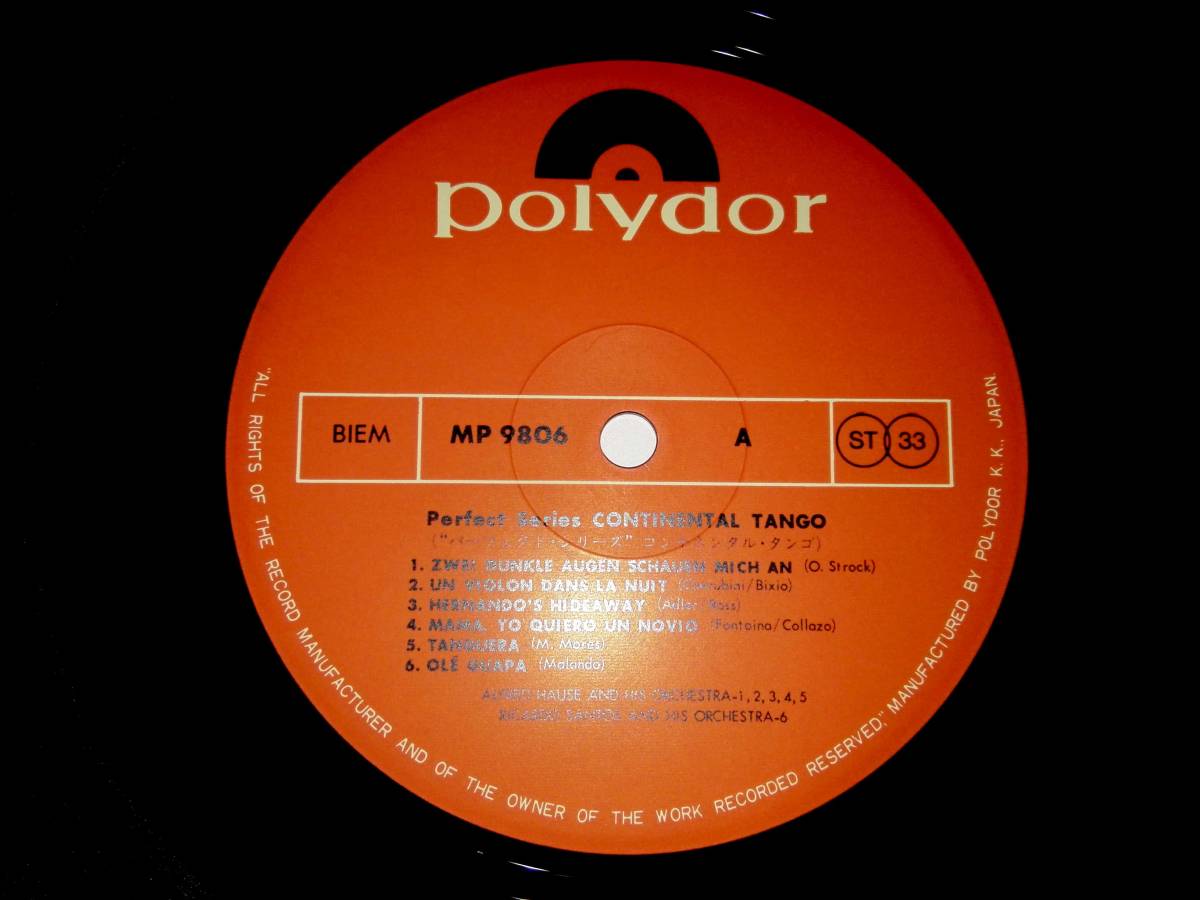 polydor
BIEM MP 9806 A ST 33
Perfect Series CONTINENTAL TANGO
("パーフェクト・シリーズ" コンチネンタル・タンゴ)
1. ZWEI DUNKLE AUGEN SCHAUEN MICH AN (O. Strock)
2. UN VIOLON DANS LA NUIT (Cherubini/Bixio)
3. HERNANDO'S HIDEAWAY (Adler/Ross)
4. MAMA, YO QUIERO UN NOVIO (Fontaina/Collazo)
5. TANGUERA (M. Mores)
6. OLÉ GUAPA (Malando)
ALFRED HAUSE AND HIS ORCHESTRA-1, 2, 3, 4, 5
RICARDO SANTOS AND HIS ORCHESTRA-6
"ALL RIGHTS OF THE RECORD MANUFACTURER AND OF THE OWNER OF THE WORK RECORDED RESERVED," MANUFACTURED BY POLYDOR K. K., JAPAN.